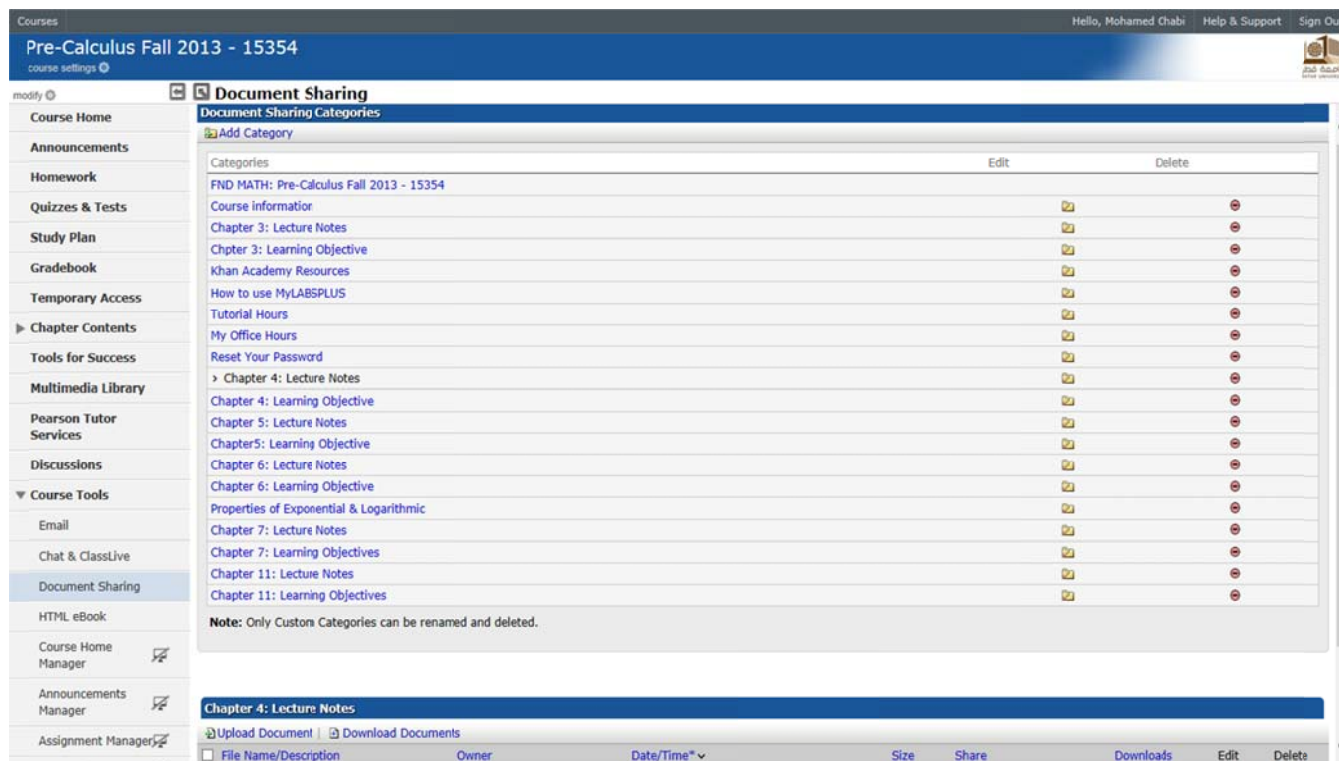 Courses
Hello, Mohamed Chabi Help & Support Sign Ou
Pre-Calculus Fall 2013 - 15354
course settings
modify
Document Sharing
Course Home
Announcements
Homework
Quizzes & Tests
Study Plan
Gradebook
Temporary Access
Chapter Contents
Tools for Success
Multimedia Library
Pearson Tutor
Services
Discussions
Course Tools
Email
Chat & ClassLive
Document Sharing
HTML eBook
Course Home
Manager
Announcements
Manager
Assignment Manager
Document Sharing Categories
Add Category
Categories Edit Delete
FND MATH: Pre-Calculus Fall 2013 - 15354
Course information
Chapter 3: Lecture Notes
Chpter 3: Learning Objective
Khan Academy Resources
How to use MyLABSPLUS
Tutorial Hours
My Office Hours
Reset Your Password
> Chapter 4: Lecture Notes
Chapter 4: Learning Objective
Chapter 5: Lecture Notes
Chapter5: Learning Objective
Chapter 6: Lecture Notes
Chapter 6: Learning Objective
Properties of Exponential & Logarithmic
Chapter 7: Lecture Notes
Chapter 7: Learning Objectives
Chapter 11: Lecture Notes
Chapter 11: Learning Objectives
Note: Only Custom Categories can be renamed and deleted.
Chapter 4: Lecture Notes
Upload Document | Download Documents
File Name/Description Owner Date/Time* Size Share Downloads Edit Delete